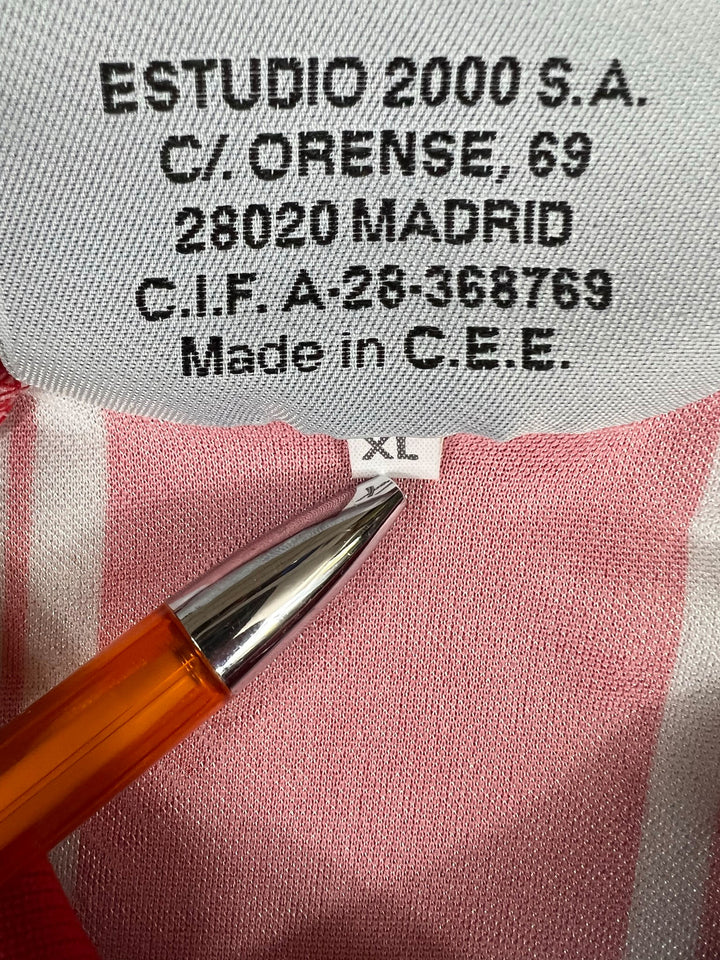 ESTUDIO 2000 S.A.
C/. ORENSE, 69
28020 MADRID
C.I.F. A-28-368769
Made in C.E.E.
XL